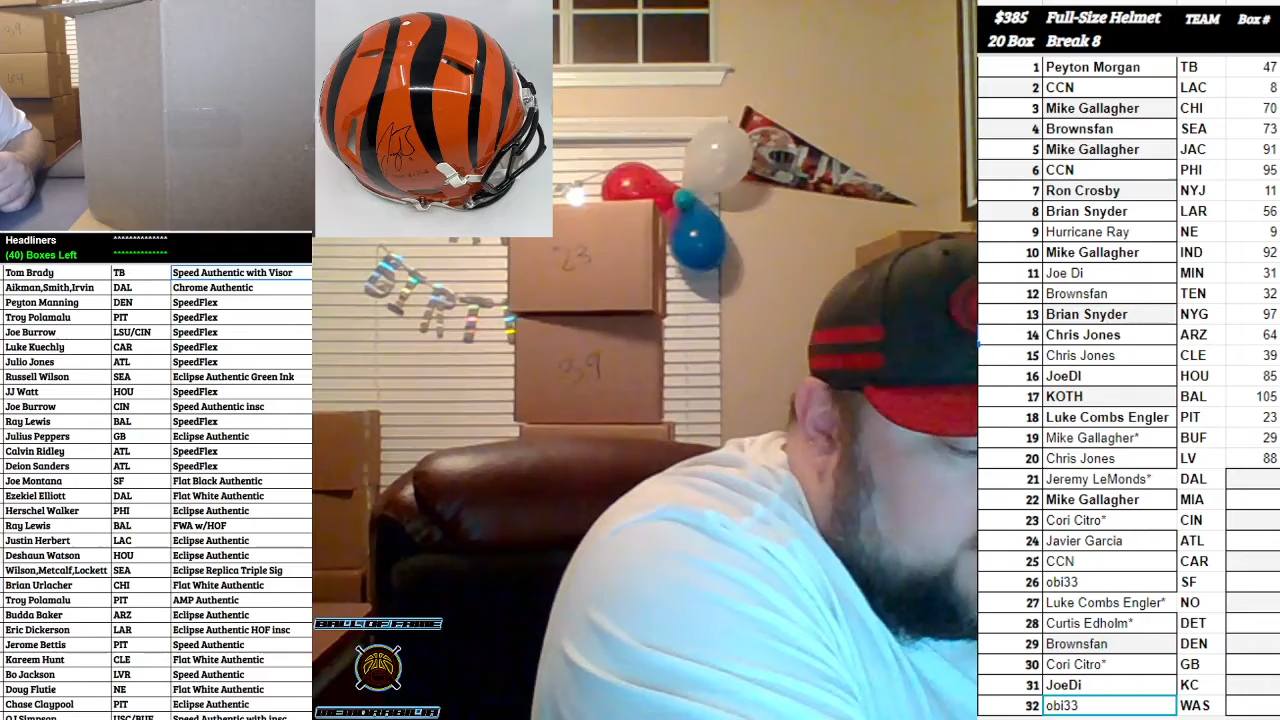 $385 Full-Size Helmet TEAM Box #
20 Box Break 8
1 Peyton Morgan TB 47
2 CCN LAC 8
3 Mike Gallagher CHI 70
4 Brownsfan SEA 73
5 Mike Gallagher JAC 91
6 CCN PHI 95
7 Ron Crosby NYJ 11
8 Brian Snyder LAR 56
9 Hurricane Ray NE 9
10 Mike Gallagher IND 92
11 Joe Di MIN 31
12 Brownsfan TEN 32
13 Brian Snyder NYG 97
14 Chris Jones ARZ 64
15 Chris Jones CLE 39
16 JoeDI HOU 85
17 KOTH BAL 105
18 Luke Combs Engler PIT 23
19 Mike Gallagher* BUF 29
20 Chris Jones LV 88
21 Jeremy LeMonds* DAL
22 Mike Gallagher MIA
23 Cori Citro* CIN
24 Javier Garcia ATL
25 CCN CAR
26 obi33 SF
27 Luke Combs Engler* NO
28 Curtis Edholm* DET
29 Brownsfan DEN
30 Cori Citro* GB
31 JoeDi KC
32 obi33 WAS
Headliners **************
(40) Boxes Left **************
Tom Brady TB Speed Authentic with Visor
Aikman,Smith,Irvin DAL Chrome Authentic
Peyton Manning DEN SpeedFlex
Troy Polamalu PIT SpeedFlex
Joe Burrow LSU/CIN SpeedFlex
Luke Kuechly CAR SpeedFlex
Julio Jones ATL SpeedFlex
Russell Wilson SEA Eclipse Authentic Green Ink
JJ Watt HOU SpeedFlex
Joe Burrow CIN Speed Authentic insc
Ray Lewis BAL SpeedFlex
Julius Peppers GB Eclipse Authentic
Calvin Ridley ATL SpeedFlex
Deion Sanders ATL SpeedFlex
Joe Montana SF Flat Black Authentic
Ezekiel Elliott DAL Flat White Authentic
Herschel Walker PHI Eclipse Authentic
Ray Lewis BAL FWA w/HOF
Justin Herbert LAC Eclipse Authentic
Deshaun Watson HOU Eclipse Authentic
Wilson,Metcalf,Lockett SEA Eclipse Replica Triple Sig
Brian Urlacher CHI Flat White Authentic
Troy Polamalu PIT AMP Authentic
Budda Baker ARZ Eclipse Authentic
Eric Dickerson LAR Eclipse Authentic HOF insc
Jerome Bettis PIT Speed Authentic
Kareem Hunt CLE Flat White Authentic
Bo Jackson LVR Speed Authentic
Doug Flutie NE Flat White Authentic
Chase Claypool PIT Eclipse Authentic
OJ Simpson USC/BUF Speed Authentic with insc
23
39
BALL OF FAME
MEMORABILIA